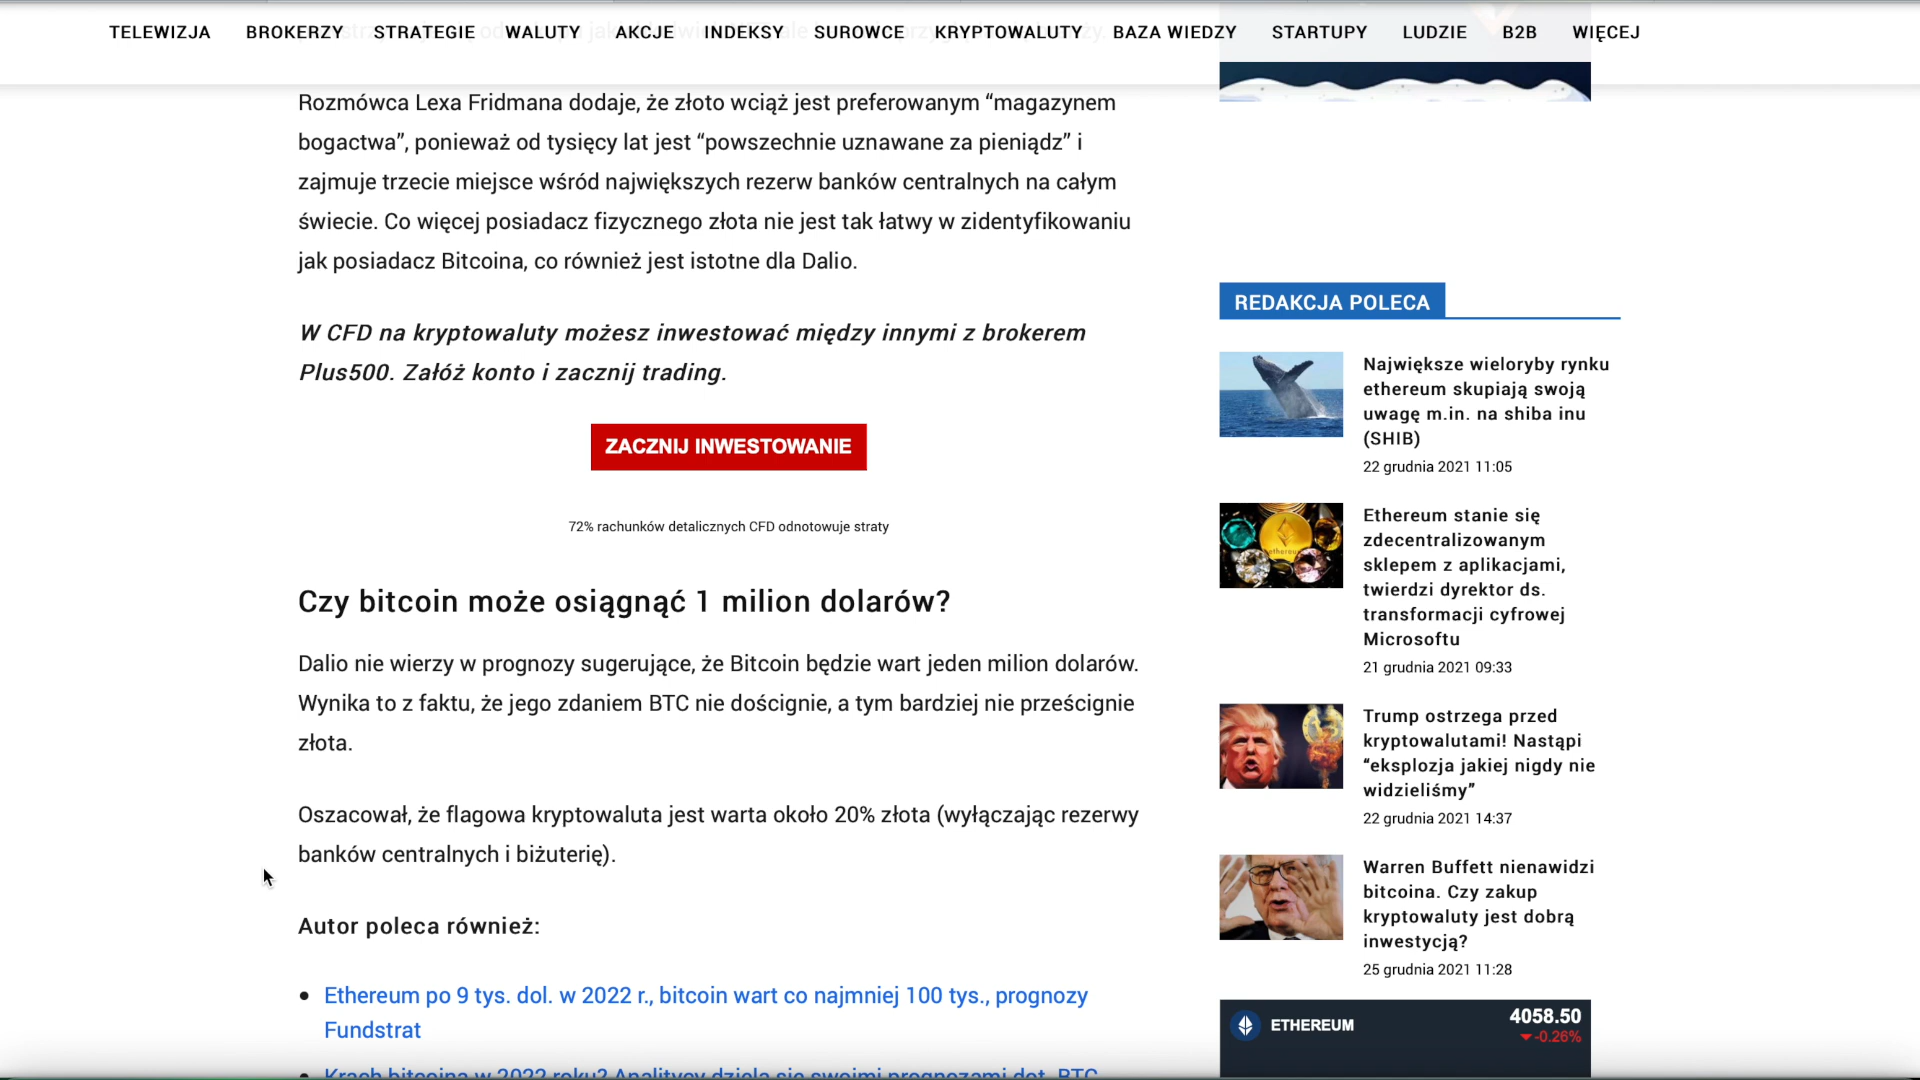 TELEWIZJA BROKERZY STRATEGIE WALUTY AKCJE INDEKSY SUROWCE KRYPTOWALUTY BAZA WIEDZY STARTUPY LUDZIE B2B WIĘCEJ
Rozmówca Lexa Fridmana dodaje, że złoto wciąż jest preferowanym “magazynem
bogactwa”, ponieważ od tysięcy lat jest “powszechnie uznawane za pieniądz” i
zajmuje trzecie miejsce wśród największych rezerw banków centralnych na całym
świecie. Co więcej posiadacz fizycznego złota nie jest tak łatwy w zidentyfikowaniu
jak posiadacz Bitcoina, co również jest istotne dla Dalio.
W CFD na kryptowaluty możesz inwestować między innymi z brokerem
Plus500. Załóż konto i zacznij trading.
ZACZNIJ INWESTOWANIE
72% rachunków detalicznych CFD odnotowuje straty
Czy bitcoin może osiągnąć 1 milion dolarów?
Dalio nie wierzy w prognozy sugerujące, że Bitcoin będzie wart jeden milion dolarów.
Wynika to z faktu, że jego zdaniem BTC nie doścignie, a tym bardziej nie prześcignie
złota.
Oszacował, że flagowa kryptowaluta jest warta około 20% złota (wyłączając rezerwy
banków centralnych i biżuterię).
Autor poleca również:
Ethereum po 9 tys. dol. w 2022 r., bitcoin wart co najmniej 100 tys., prognozy
Fundstrat
Krach bitcoina w 2022 roku? Analitycy dzielą się swoimi prognozami dot. BTC
REDAKCJA POLECA
Największe wieloryby rynku
ethereum skupiają swoją
uwagę m.in. na shiba inu
(SHIB)
22 grudnia 2021 11:05
Ethereum stanie się
zdecentralizowanym
sklepem z aplikacjami,
twierdzi dyrektor ds.
transformacji cyfrowej
Microsoftu
21 grudnia 2021 09:33
Trump ostrzega przed
kryptowalutami! Nastąpi
“eksplozja jakiej nigdy nie
widzieliśmy”
22 grudnia 2021 14:37
Warren Buffett nienawidzi
bitcoina. Czy zakup
kryptowaluty jest dobrą
inwestycją?
25 grudnia 2021 11:28
ETHEREUM 4058.50
-0.26%